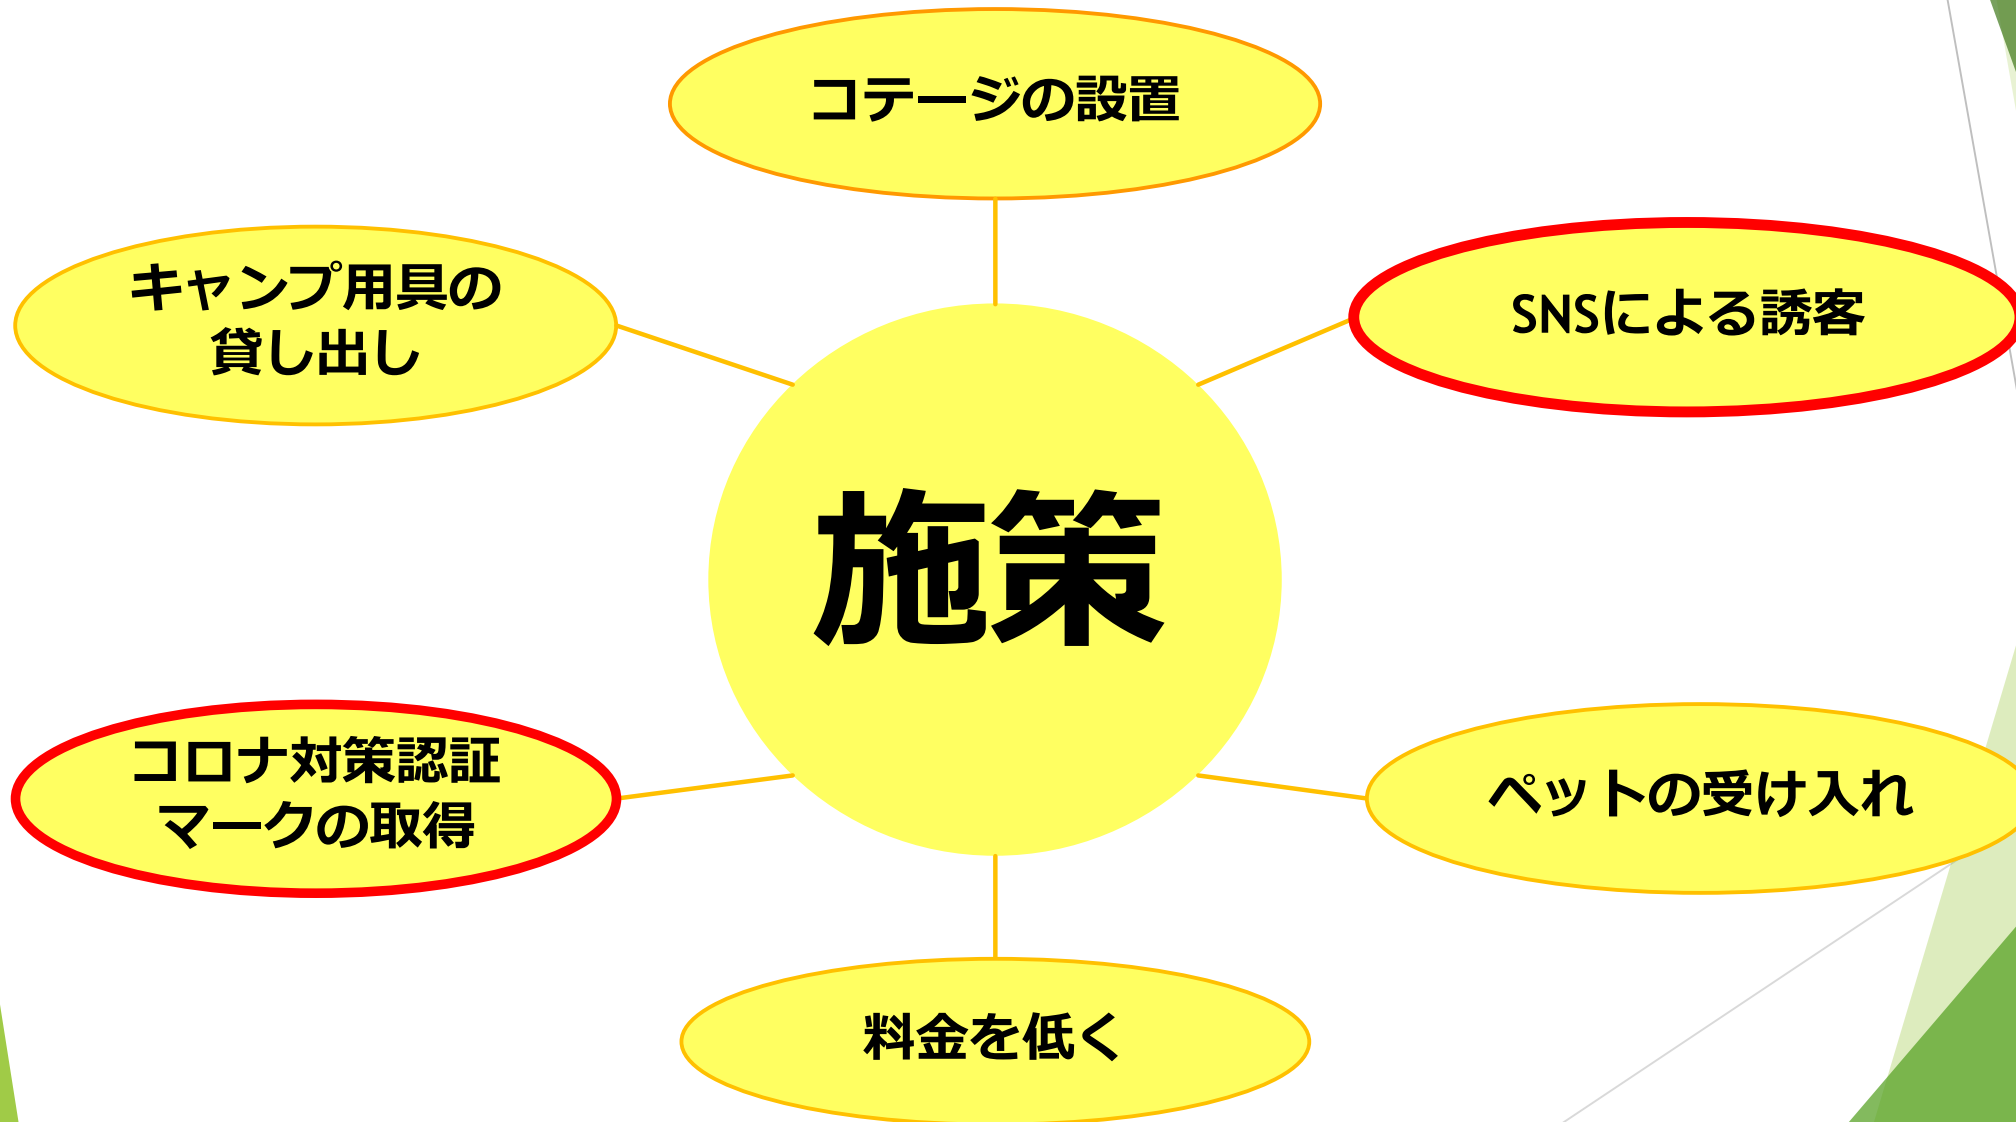 コテージの設置
キャンプ用具の
貸し出し
SNSによる誘客
施策
コロナ対策認証
マークの取得
ペットの受け入れ
料金を低く